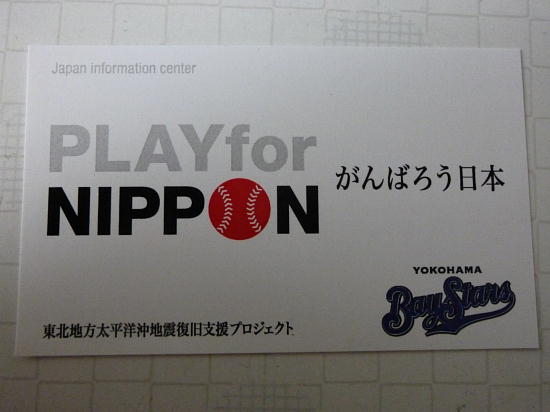 Japan information center
PLAYfor
NIPPON
がんばろう日本
YOKOHAMA
BayStars
東北地方太平洋沖地震復旧支援プロジェクト